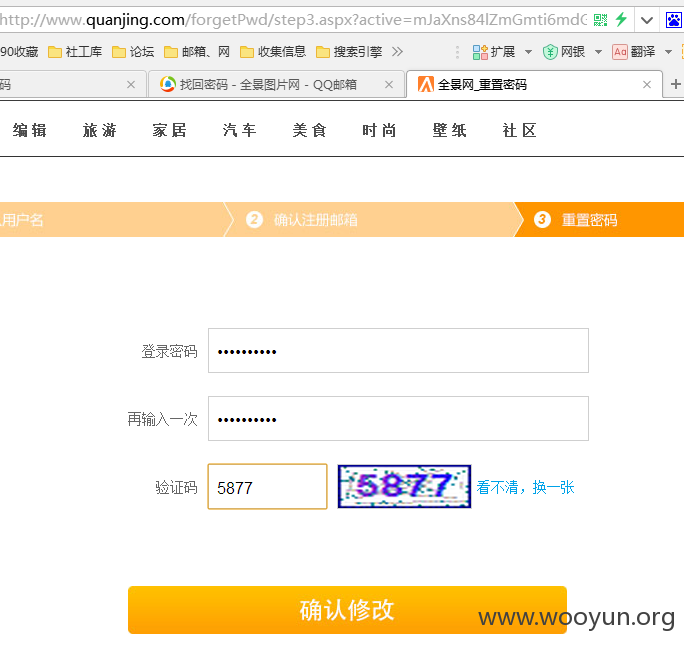 http://www.quanjing.com/forgetPwd/step3.aspx?active=mJaXns84lZmGmti6mdG
90收藏 社工库 论坛 邮箱、网 收集信息 搜索引擎 扩展 网银 Aa 翻译
码 找回密码 - 全景图片网 - QQ邮箱 全景网_重置密码
编辑 旅游 家居 汽车 美食 时尚 壁纸 社区
用户名 2 确认注册邮箱 3 重置密码
登录密码 ••••••••••
再输入一次 ••••••••••
验证码 5877 5877 看不清，换一张
确认修改
www.wooyun.org